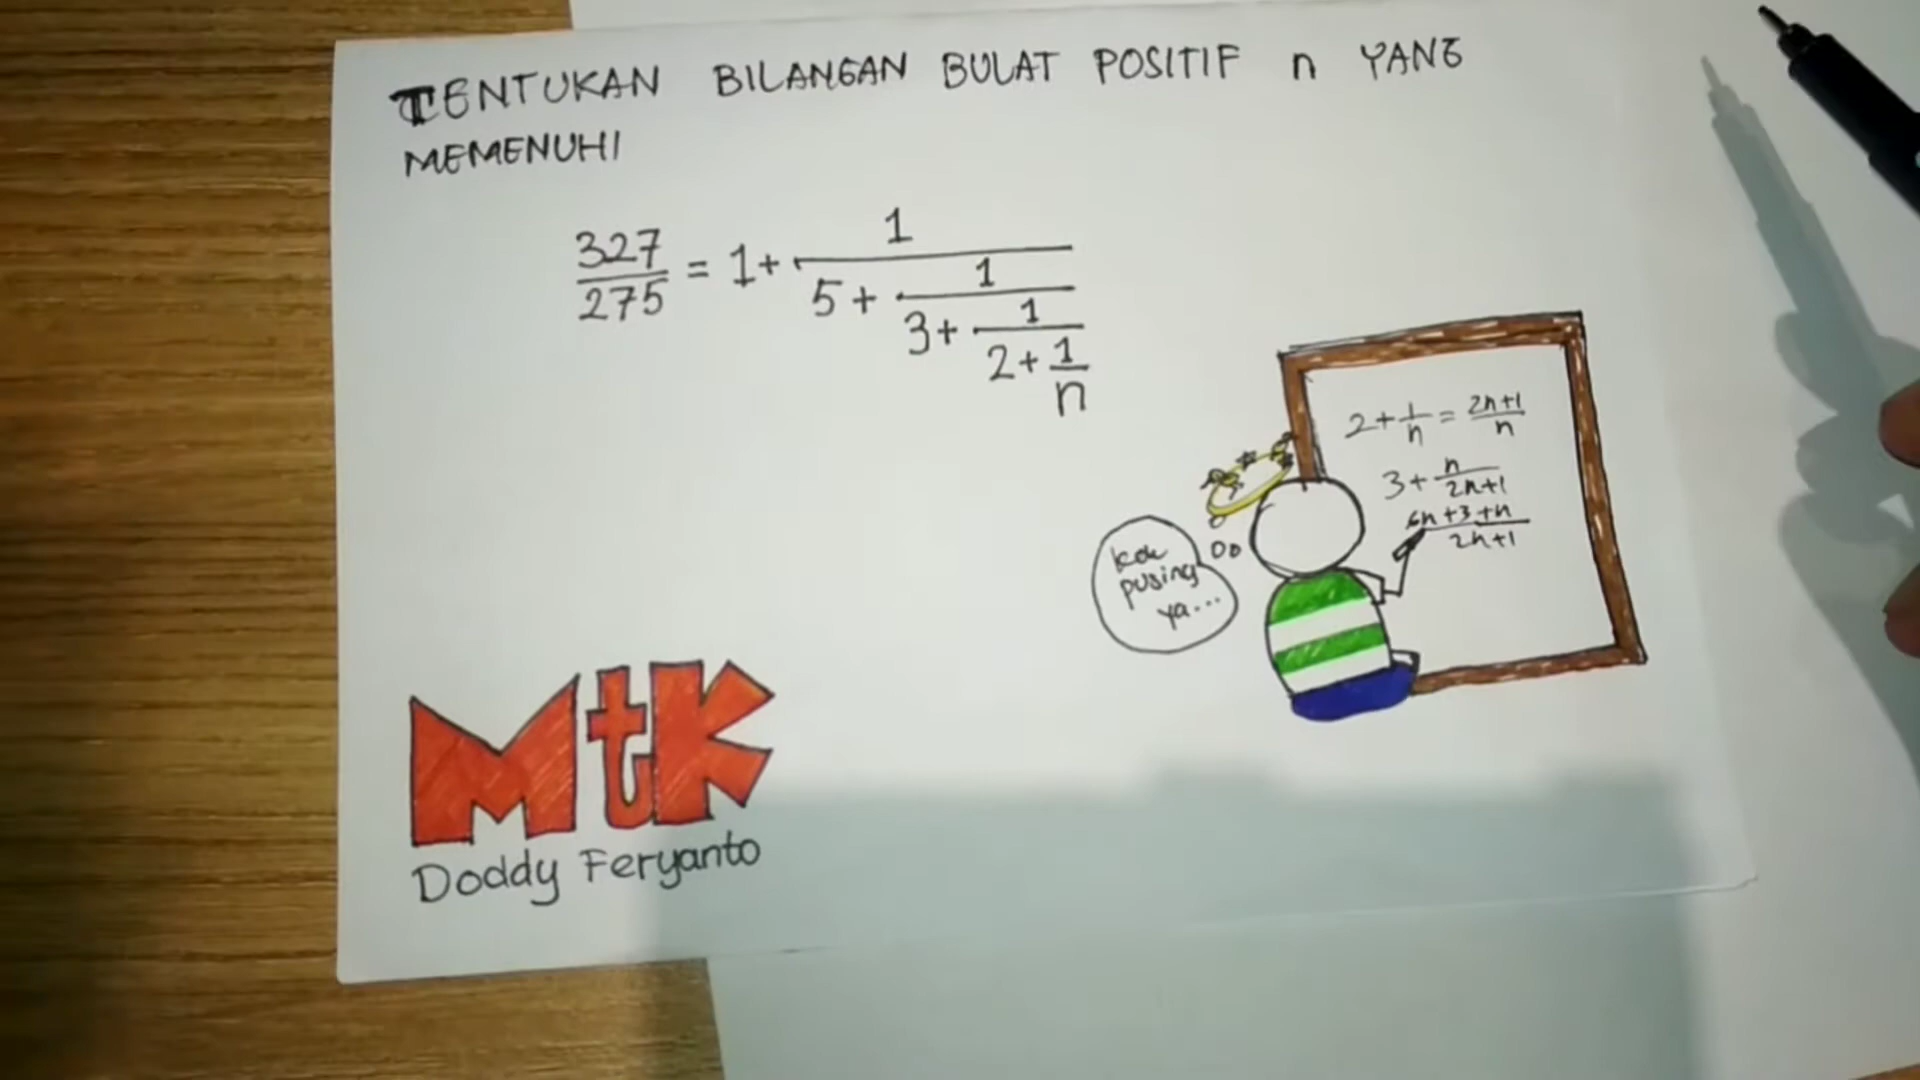 TENTUKAN BILANGAN BULAT POSITIF n YANG
MEMENUHI
327/275 = 1 + 1/(5 + 1/(3 + 1/(2 + 1/n)))
2 + 1/n = 2n+1/n
3 + n/2n+1
6n+3+n/2n+1
kok
pusing
ya...
MtK
Doddy Feryanto